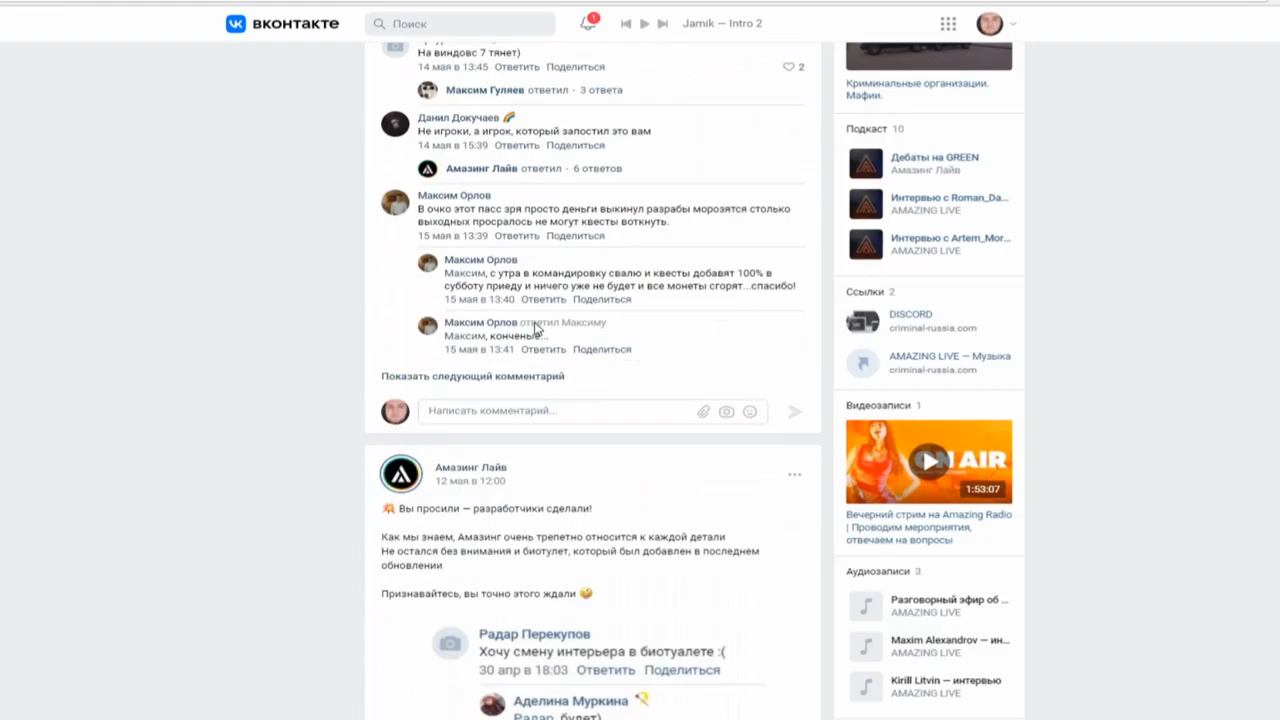 вконтакте
Поиск
1
Jamik — Intro 2
На виндовс 7 тянет)
14 мая в 13:45 Ответить Поделиться
2
Максим Гуляев ответил · 3 ответа
Данил Докучаев
Не игроки, а игрок, который запостил это вам
14 мая в 15:39 Ответить Поделиться
Амазинг Лайв ответил · 6 ответов
Максим Орлов
В очко этот пасс зря просто деньги выкинул разрабы морозятся столько
выходных просралось не могут квесты воткнуть.
15 мая в 13:39 Ответить Поделиться
Максим Орлов
Максим, с утра в командировку свалю и квесты добавят 100% в
субботу приеду и ничего уже не будет и все монеты сгорят...спасибо!
15 мая в 13:40 Ответить Поделиться
Максим Орлов ответил Максиму
Максим, конченые...
15 мая в 13:41 Ответить Поделиться
Показать следующий комментарий
Написать комментарий...
Амазинг Лайв
12 мая в 12:00
Вы просили — разработчики сделали!
Как мы знаем, Амазинг очень трепетно относится к каждой детали
Не остался без внимания и биотулет, который был добавлен в последнем
обновлении
Признавайтесь, вы точно этого ждали
Радар Перекупов
Хочу смену интерьера в биотуалете :(
30 апр в 18:03 Ответить Поделиться
Аделина Муркина
Радар, будет)
Криминальные организации.
Мафии.
Подкаст 10
Дебаты на GREEN
Амазинг Лайв
Интервью с Roman_Da...
AMAZING LIVE
Интервью с Artem_Mor...
AMAZING LIVE
Ссылки 2
DISCORD
criminal-russia.com
AMAZING LIVE — Музыка
criminal-russia.com
Видеозаписи 1
ON AIR
1:53:07
Вечерний стрим на Amazing Radio
| Проводим мероприятия,
отвечаем на вопросы
Аудиозаписи 3
Разговорный эфир об ...
AMAZING LIVE
Maxim Alexandrov — ин...
AMAZING LIVE
Kirill Litvin — интервью
AMAZING LIVE